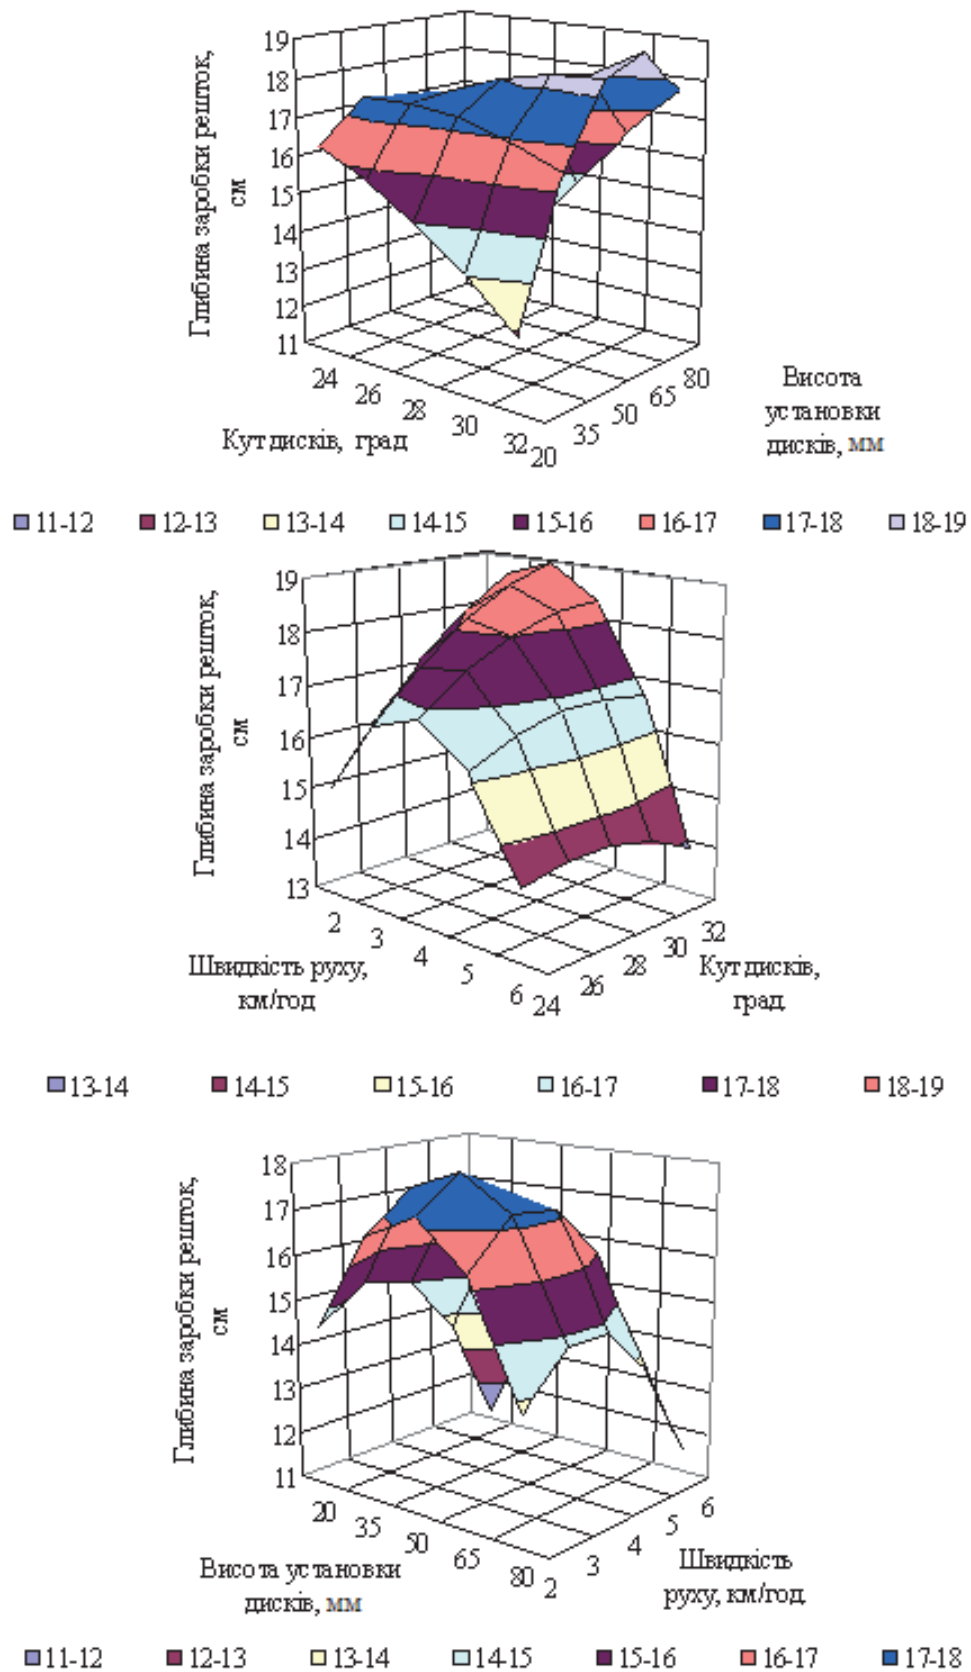 Глибина заробки решток,
см
19
18
17
16
15
14
13
12
11
24
26
28
30
32
20
35
50
65
80
Кут дисків, град
Висота
установки
дисків, мм
11-12 12-13 13-14 14-15 15-16 16-17 17-18 18-19
Глибина заробки решток,
см
19
18
17
16
15
14
13
2
3
4
5
6
24
26
28
30
32
Швидкість руху,
км/год
Кут дисків,
град.
13-14 14-15 15-16 16-17 17-18 18-19
Глибина заробки решток,
см
18
17
16
15
14
13
12
11
20
35
50
65
80
2
3
4
5
6
Висота установки
дисків, мм
Швидкість
руху, км/год.
11-12 12-13 13-14 14-15 15-16 16-17 17-18